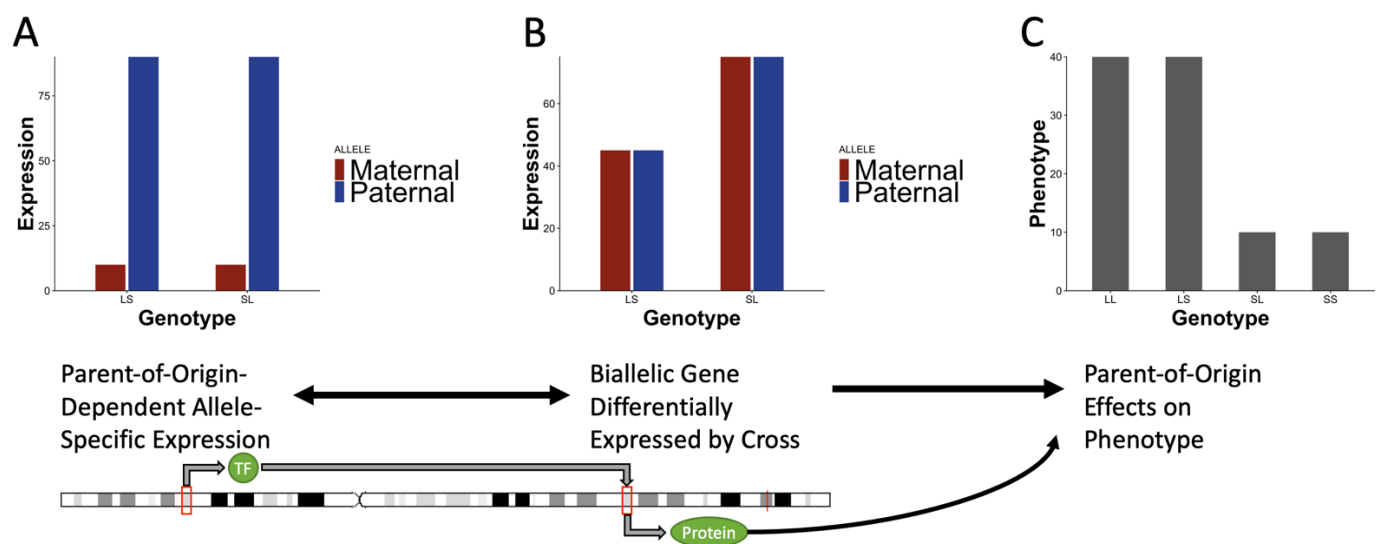 A
Expression
75
50
25
0
LS
SL
Genotype
ALLELE
Maternal
Paternal
B
Expression
60
40
20
0
LS
SL
Genotype
ALLELE
Maternal
Paternal
C
Phenotype
40
30
20
10
0
LL
LS
SL
SS
Genotype
Parent-of-Origin-
Dependent Allele-
Specific Expression
Biallelic Gene
Differentially
Expressed by Cross
Parent-of-Origin
Effects on
Phenotype
TF
Protein